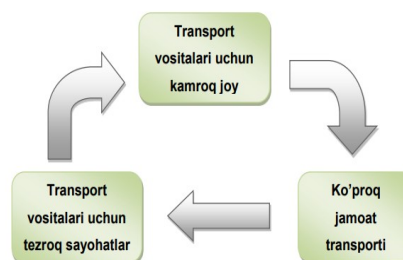 Transport
vositalari uchun
kamroq joy
Transport
vositalari uchun
tezroq sayohatlar
Ko'proq
jamoat
transporti